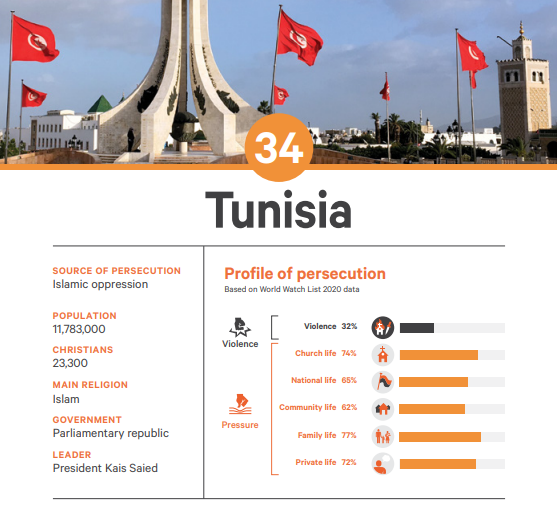 34
Tunisia
SOURCE OF PERSECUTION
Islamic oppression
POPULATION
11,783,000
CHRISTIANS
23,300
MAIN RELIGION
Islam
GOVERNMENT
Parliamentary republic
LEADER
President Kais Saied
Profile of persecution
Based on World Watch List 2020 data
Violence
Violence 32%
Pressure
Church life 74%
National life 65%
Community life 62%
Family life 77%
Private life 72%